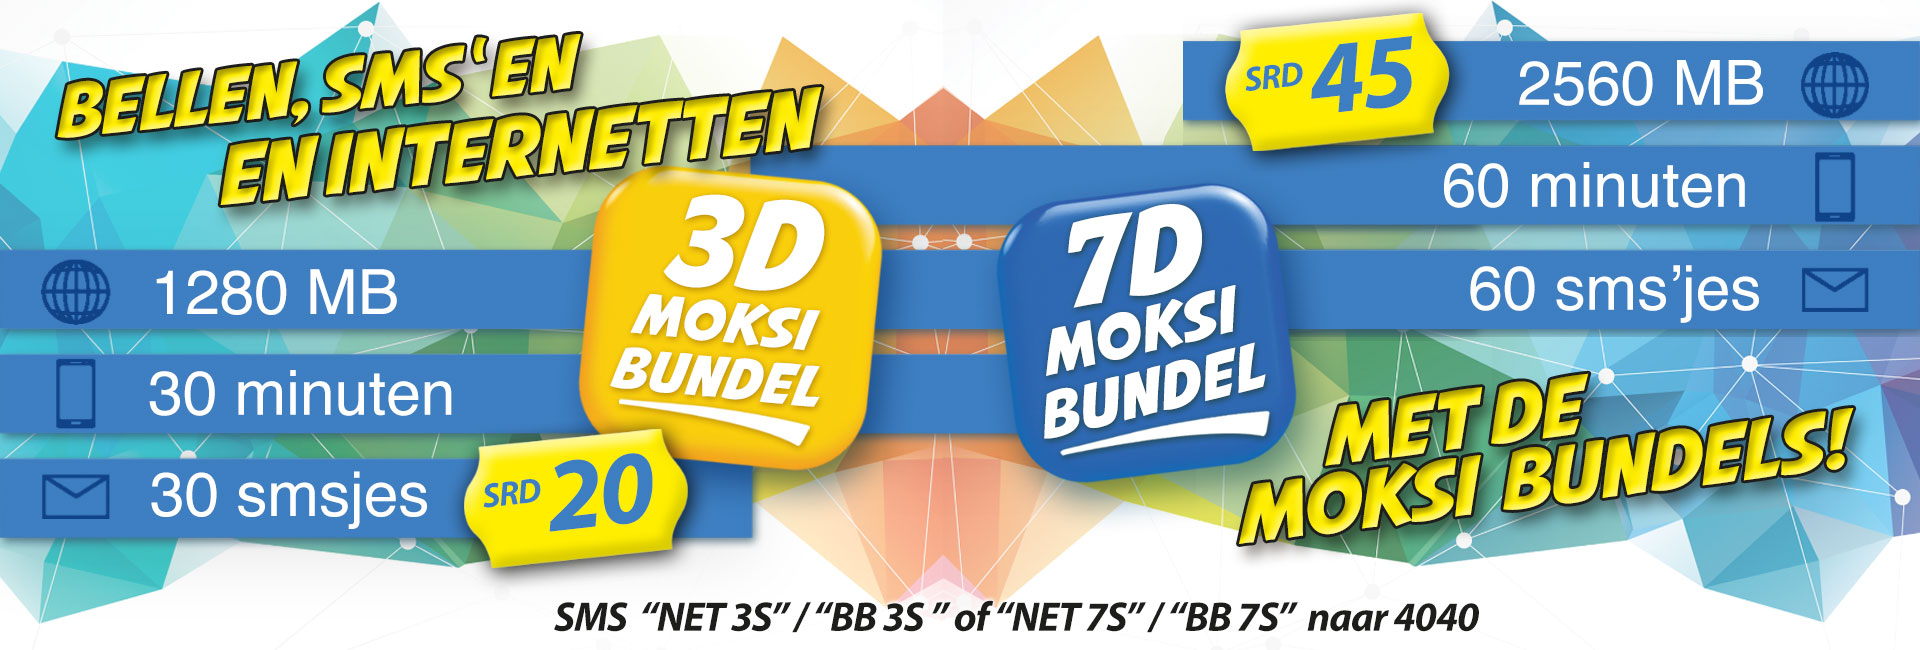 BELLEN, SMS‘EN
EN INTERNETTEN
1280 MB
30 minuten
30 smsjes
SRD 20
3D
MOKSI
BUNDEL
7D
MOKSI
BUNDEL
SRD 45
2560 MB
60 minuten
60 sms’jes
MET DE
MOKSI BUNDELS!
SMS “NET 3S” / “BB 3S ” of “NET 7S” / “BB 7S” naar 4040